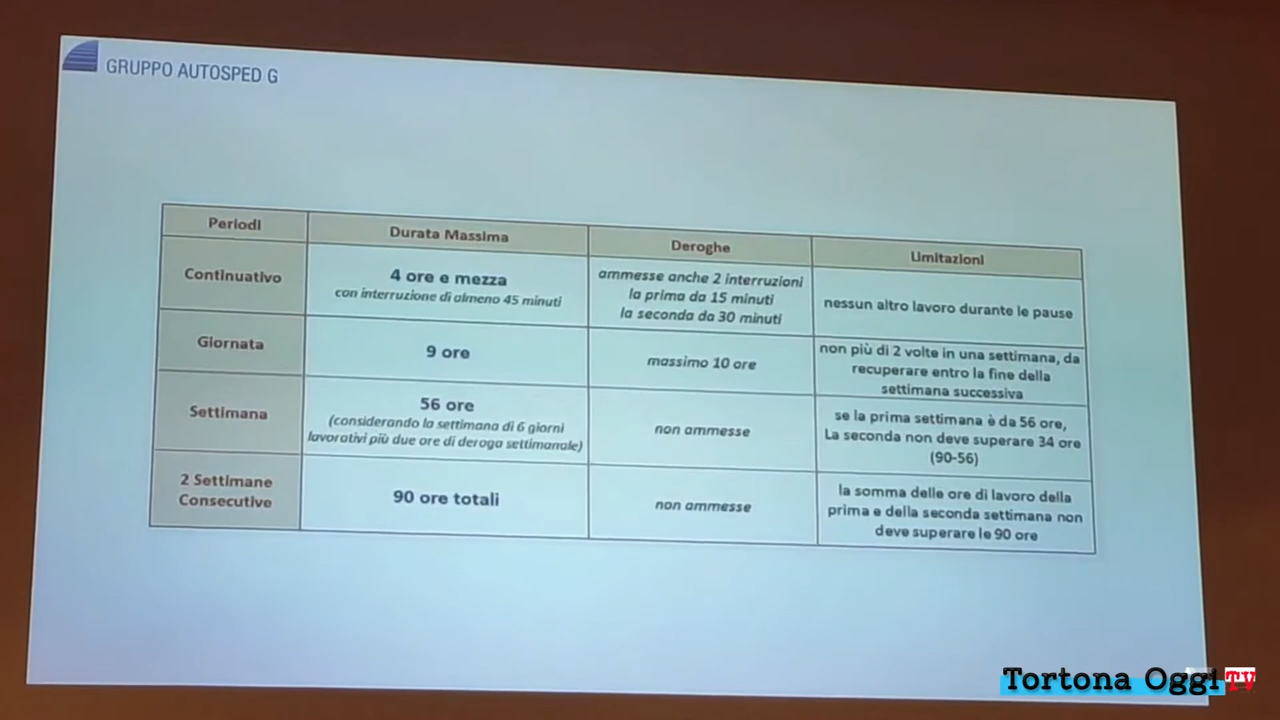 GRUPPO AUTOSPED G
Periodi
Durata Massima
Deroghe
Limitazioni
Continuativo
4 ore e mezza
con interruzione di almeno 45 minuti
ammesse anche 2 interruzioni
la prima da 15 minuti
la seconda da 30 minuti
nessun altro lavoro durante le pause
Giornata
9 ore
massimo 10 ore
non più di 2 volte in una settimana, da
recuperare entro la fine della
settimana successiva
Settimana
56 ore
(considerando la settimana di 6 giorni
lavorativi più due ore di deroga settimanale)
non ammesse
se la prima settimana è da 56 ore,
La seconda non deve superare 34 ore
(90-56)
2 Settimane
Consecutive
90 ore totali
non ammesse
la somma delle ore di lavoro della
prima e della seconda settimana non
deve superare le 90 ore
Tortona Oggi TV